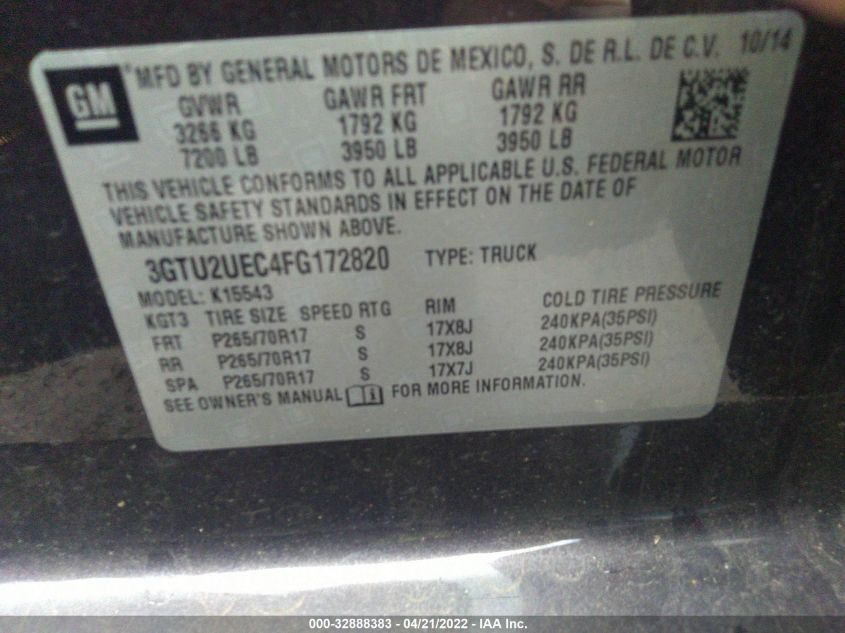 GM
MFD BY GENERAL MOTORS DE MEXICO, S. DE R.L. DE C.V. 10/14
GVWR GAWR FRT GAWR RR
3266 KG 1792 KG 1792 KG
7200 LB 3950 LB 3950 LB
THIS VEHICLE CONFORMS TO ALL APPLICABLE U.S. FEDERAL MOTOR
VEHICLE SAFETY STANDARDS IN EFFECT ON THE DATE OF
MANUFACTURE SHOWN ABOVE.
3GTU2UEC4FG172820 TYPE: TRUCK
MODEL: K15543
KGT3 TIRE SIZE SPEED RTG RIM COLD TIRE PRESSURE
FRT P265/70R17 S 17X8J 240KPA(35PSI)
RR P265/70R17 S 17X8J 240KPA(35PSI)
SPA P265/70R17 S 17X7J 240KPA(35PSI)
SEE OWNER'S MANUAL FOR MORE INFORMATION.
000-32888383 - 04/21/2022 - IAA Inc.